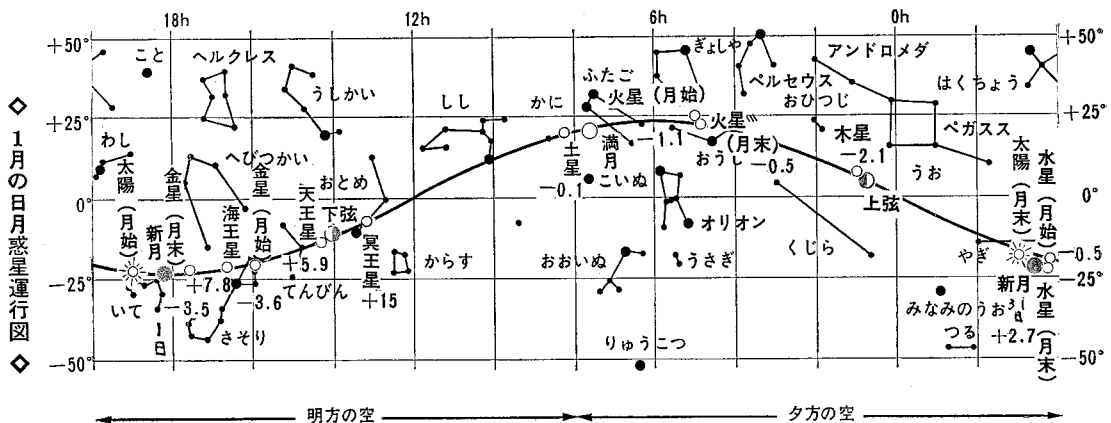 ◇ 1月の日月惑星運行図 ◇
18h
12h
6h
0h
+50°
+25°
0°
−25°
−50°
+50°
+25°
0°
−25°
−50°
こと
ヘルクレス
うしかい
しし
かに
ふたご
火星(月始)
−1.1
ぎょしゃ
ペルセウス
アンドロメダ
おひつじ
はくちょう
ペガスス
わし
太陽(月始)
新月
1日
へびつかい
金星(月末)
−3.5
海王星
+7.8
金星(月始)
−3.6
天王星
+5.9
おとめ
下弦
冥王星
+15
土星
−0.1
満月
こいぬ
火星
(月末)
−0.5
おうし
木星
−2.1
上弦
うお
太陽(月末)
水星(月始)
−0.5
いて
さそり
てんびん
からす
おおいぬ
オリオン
うさぎ
くじら
やぎ
新月
31日
水星(月末)
+2.7
みなみのうお
つる
りゅうこつ
明方の空
夕方の空